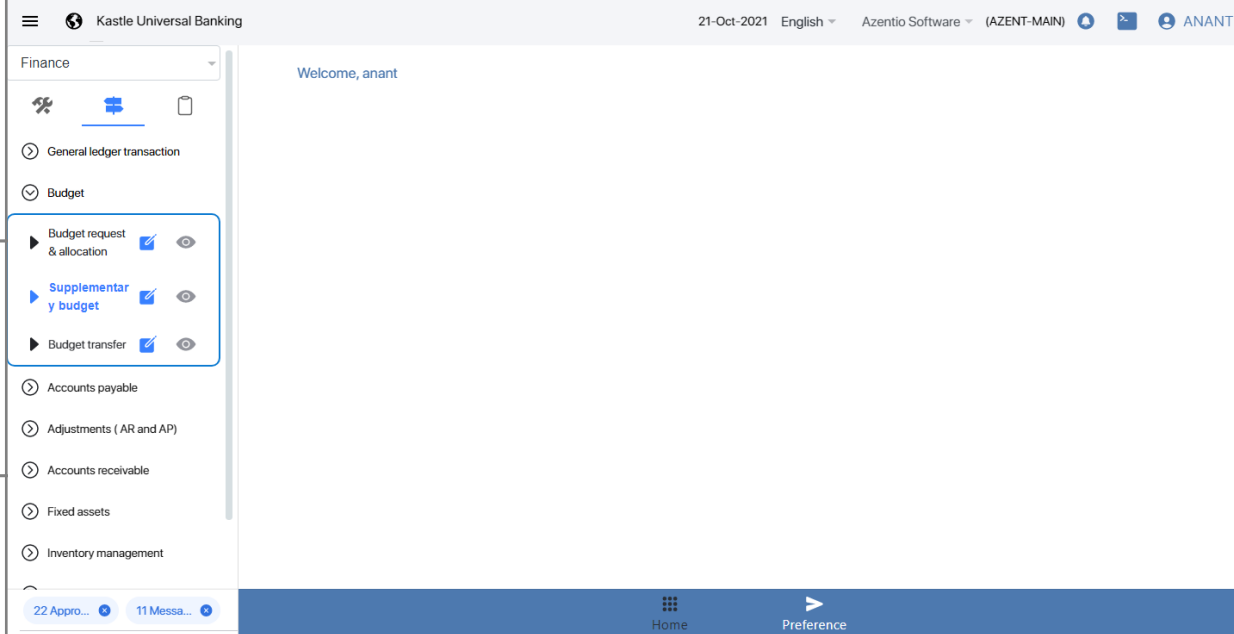 Kastle Universal Banking
21-Oct-2021 English Azentio Software (AZENT-MAIN) ANANT
Finance
Welcome, anant
General ledger transaction
Budget
Budget request
& allocation
Supplementar
y budget
Budget transfer
Accounts payable
Adjustments ( AR and AP)
Accounts receivable
Fixed assets
Inventory management
22 Appro... 11 Messa...
Home Preference